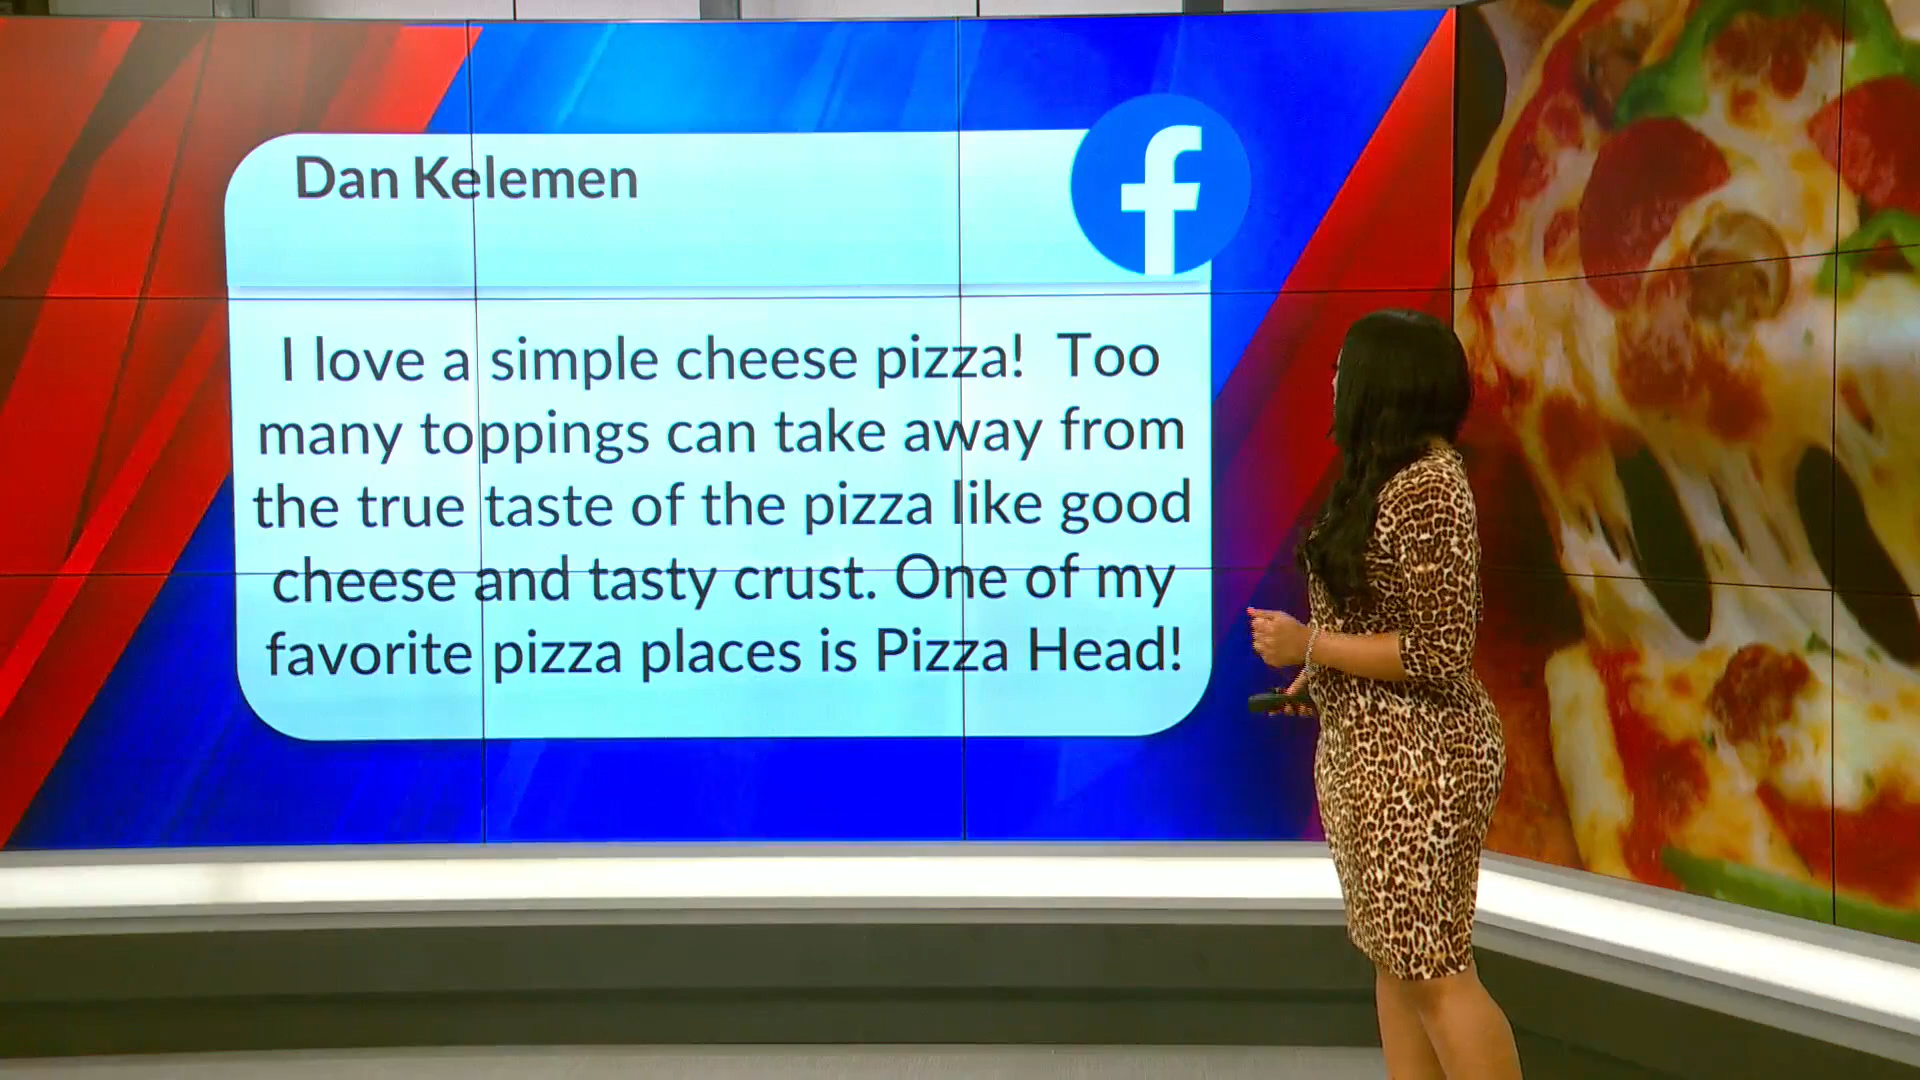 Dan Kelemen
I love a simple cheese pizza!  Too
many toppings can take away from
the true taste of the pizza like good
cheese and tasty crust. One of my
favorite pizza places is Pizza Head!